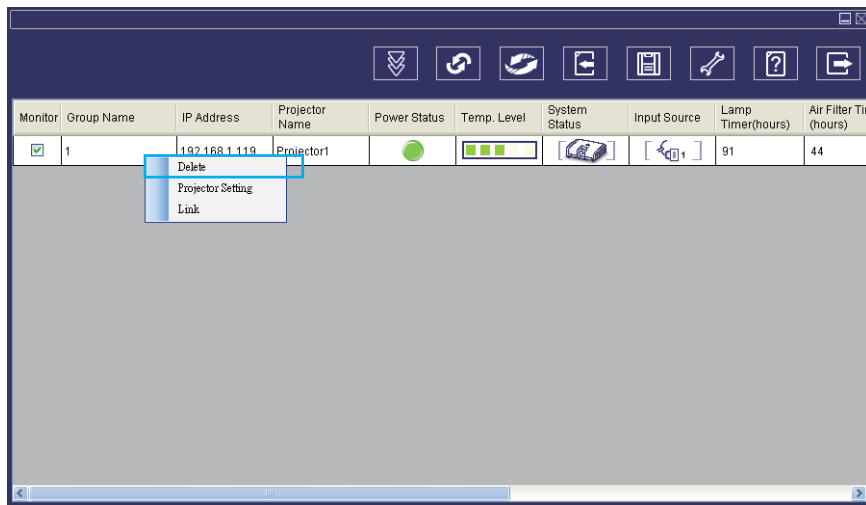 Monitor Group Name IP Address Projector Name Power Status Temp. Level System Status Input Source Lamp Timer(hours) Air Filter Ti (hours)
1 192.168.1.119 Projector1 1 91 44
Delete
Projector Setting
Link